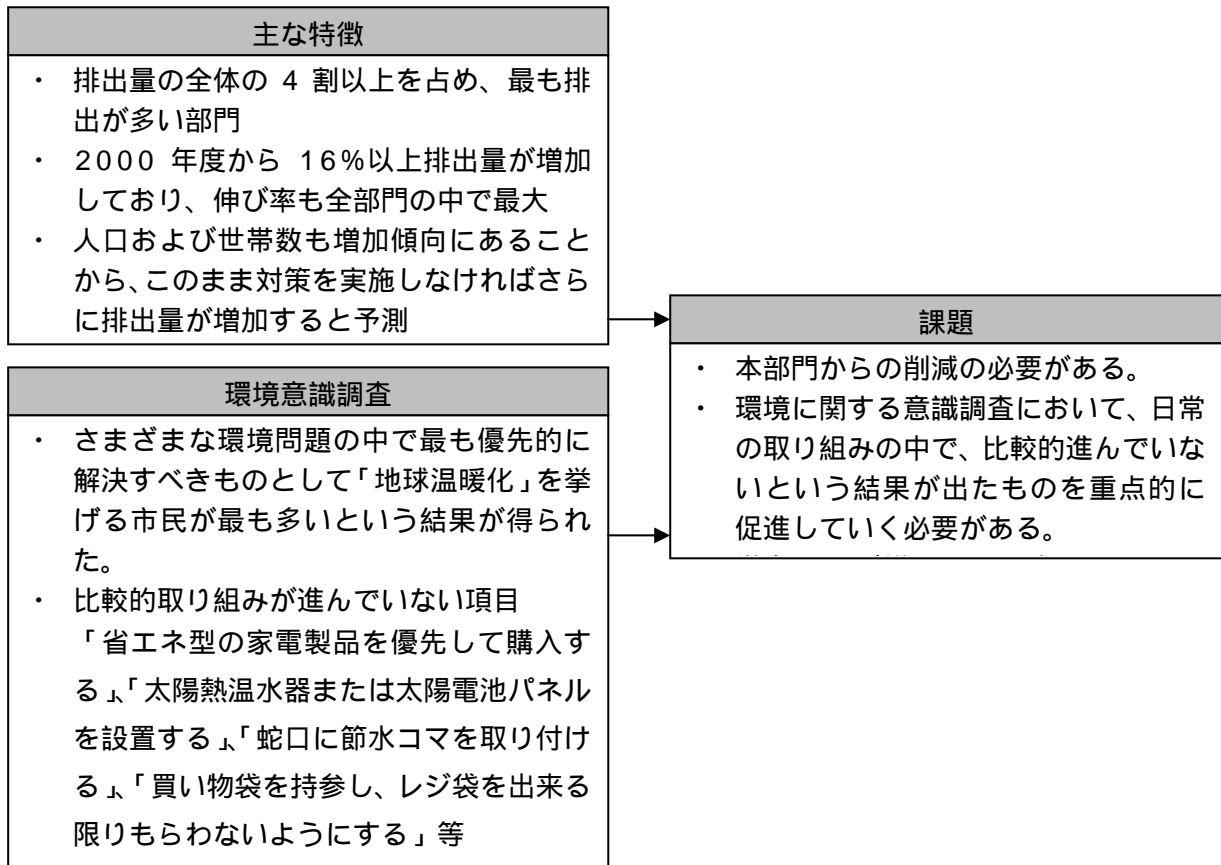 主な特徴
・ 排出量の全体の 4 割以上を占め、最も排
出が多い部門
・ 2000 年度から 16%以上排出量が増加
しており、伸び率も全部門の中で最大
・ 人口および世帯数も増加傾向にあること
から、このまま対策を実施しなければさら
に排出量が増加すると予測
環境意識調査
・ さまざまな環境問題の中で最も優先的に
解決すべきものとして「地球温暖化」を挙
げる市民が最も多いという結果が得られ
た。
・ 比較的取り組みが進んでいない項目
「省エネ型の家電製品を優先して購入す
る」、「太陽熱温水器または太陽電池パネル
を設置する」、「蛇口に節水コマを取り付け
る」、「買い物袋を持参し、レジ袋を出来る
限りもらわないようにする」等
課題
・ 本部門からの削減の必要がある。
・ 環境に関する意識調査において、日常
の取り組みの中で、比較的進んでいな
いという結果が出たものを重点的に
促進していく必要がある。